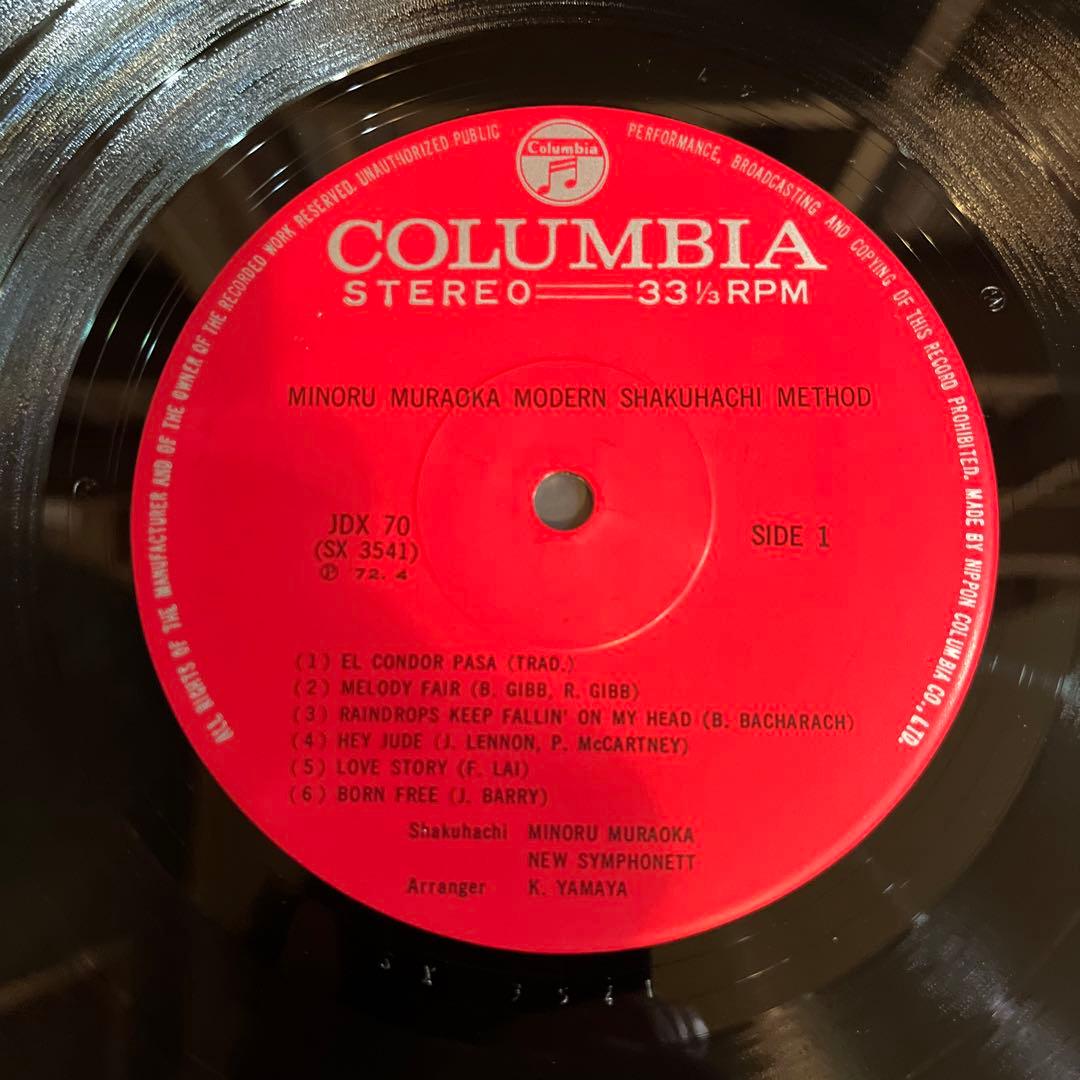 Columbia
COLUMBIA
STEREO 33 1/3 RPM
MINORU MURAOKA MODERN SHAKUHACHI METHOD
JDX 70
(SX 3541)
Ⓟ 72.4
SIDE 1
(1) EL CONDOR PASA (TRAD.)
(2) MELODY FAIR (B. GIBB, R. GIBB)
(3) RAINDROPS KEEP FALLIN' ON MY HEAD (B. BACHARACH)
(4) HEY JUDE (J. LENNON, P. McCARTNEY)
(5) LOVE STORY (F. LAI)
(6) BORN FREE (J. BARRY)
Shakuhachi MINORU MURAOKA
NEW SYMPHONETT
Arranger K. YAMAYA
ALL RIGHTS OF THE MANUFACTURER AND OF THE OWNER OF THE RECORDED WORK RESERVED. UNAUTHORIZED PUBLIC PERFORMANCE, BROADCASTING AND COPYING OF THIS RECORD PROHIBITED. MADE BY NIPPON COLUMBIA CO., LTD.